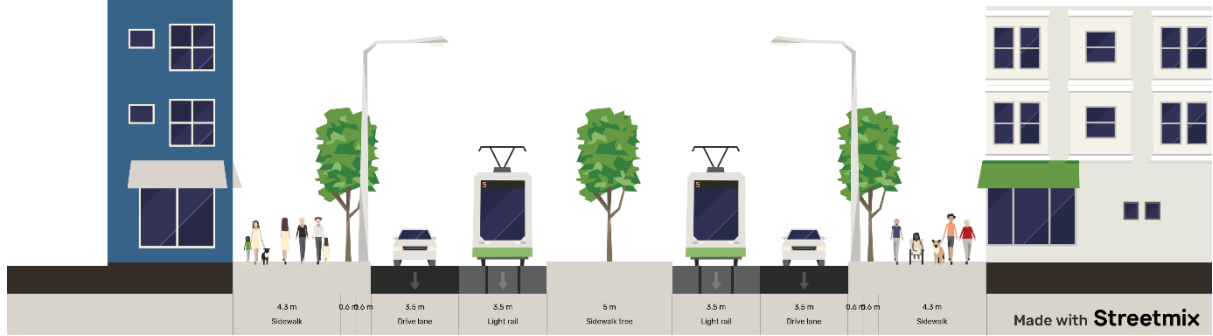 S
S
4.3 m
0.6 m
0.6 m
3.5 m
3.5 m
5 m
3.5 m
3.5 m
0.6 m
0.6 m
4.3 m
Sidewalk
Drive lane
Light rail
Sidewalk tree
Light rail
Drive lane
Sidewalk
Made with Streetmix